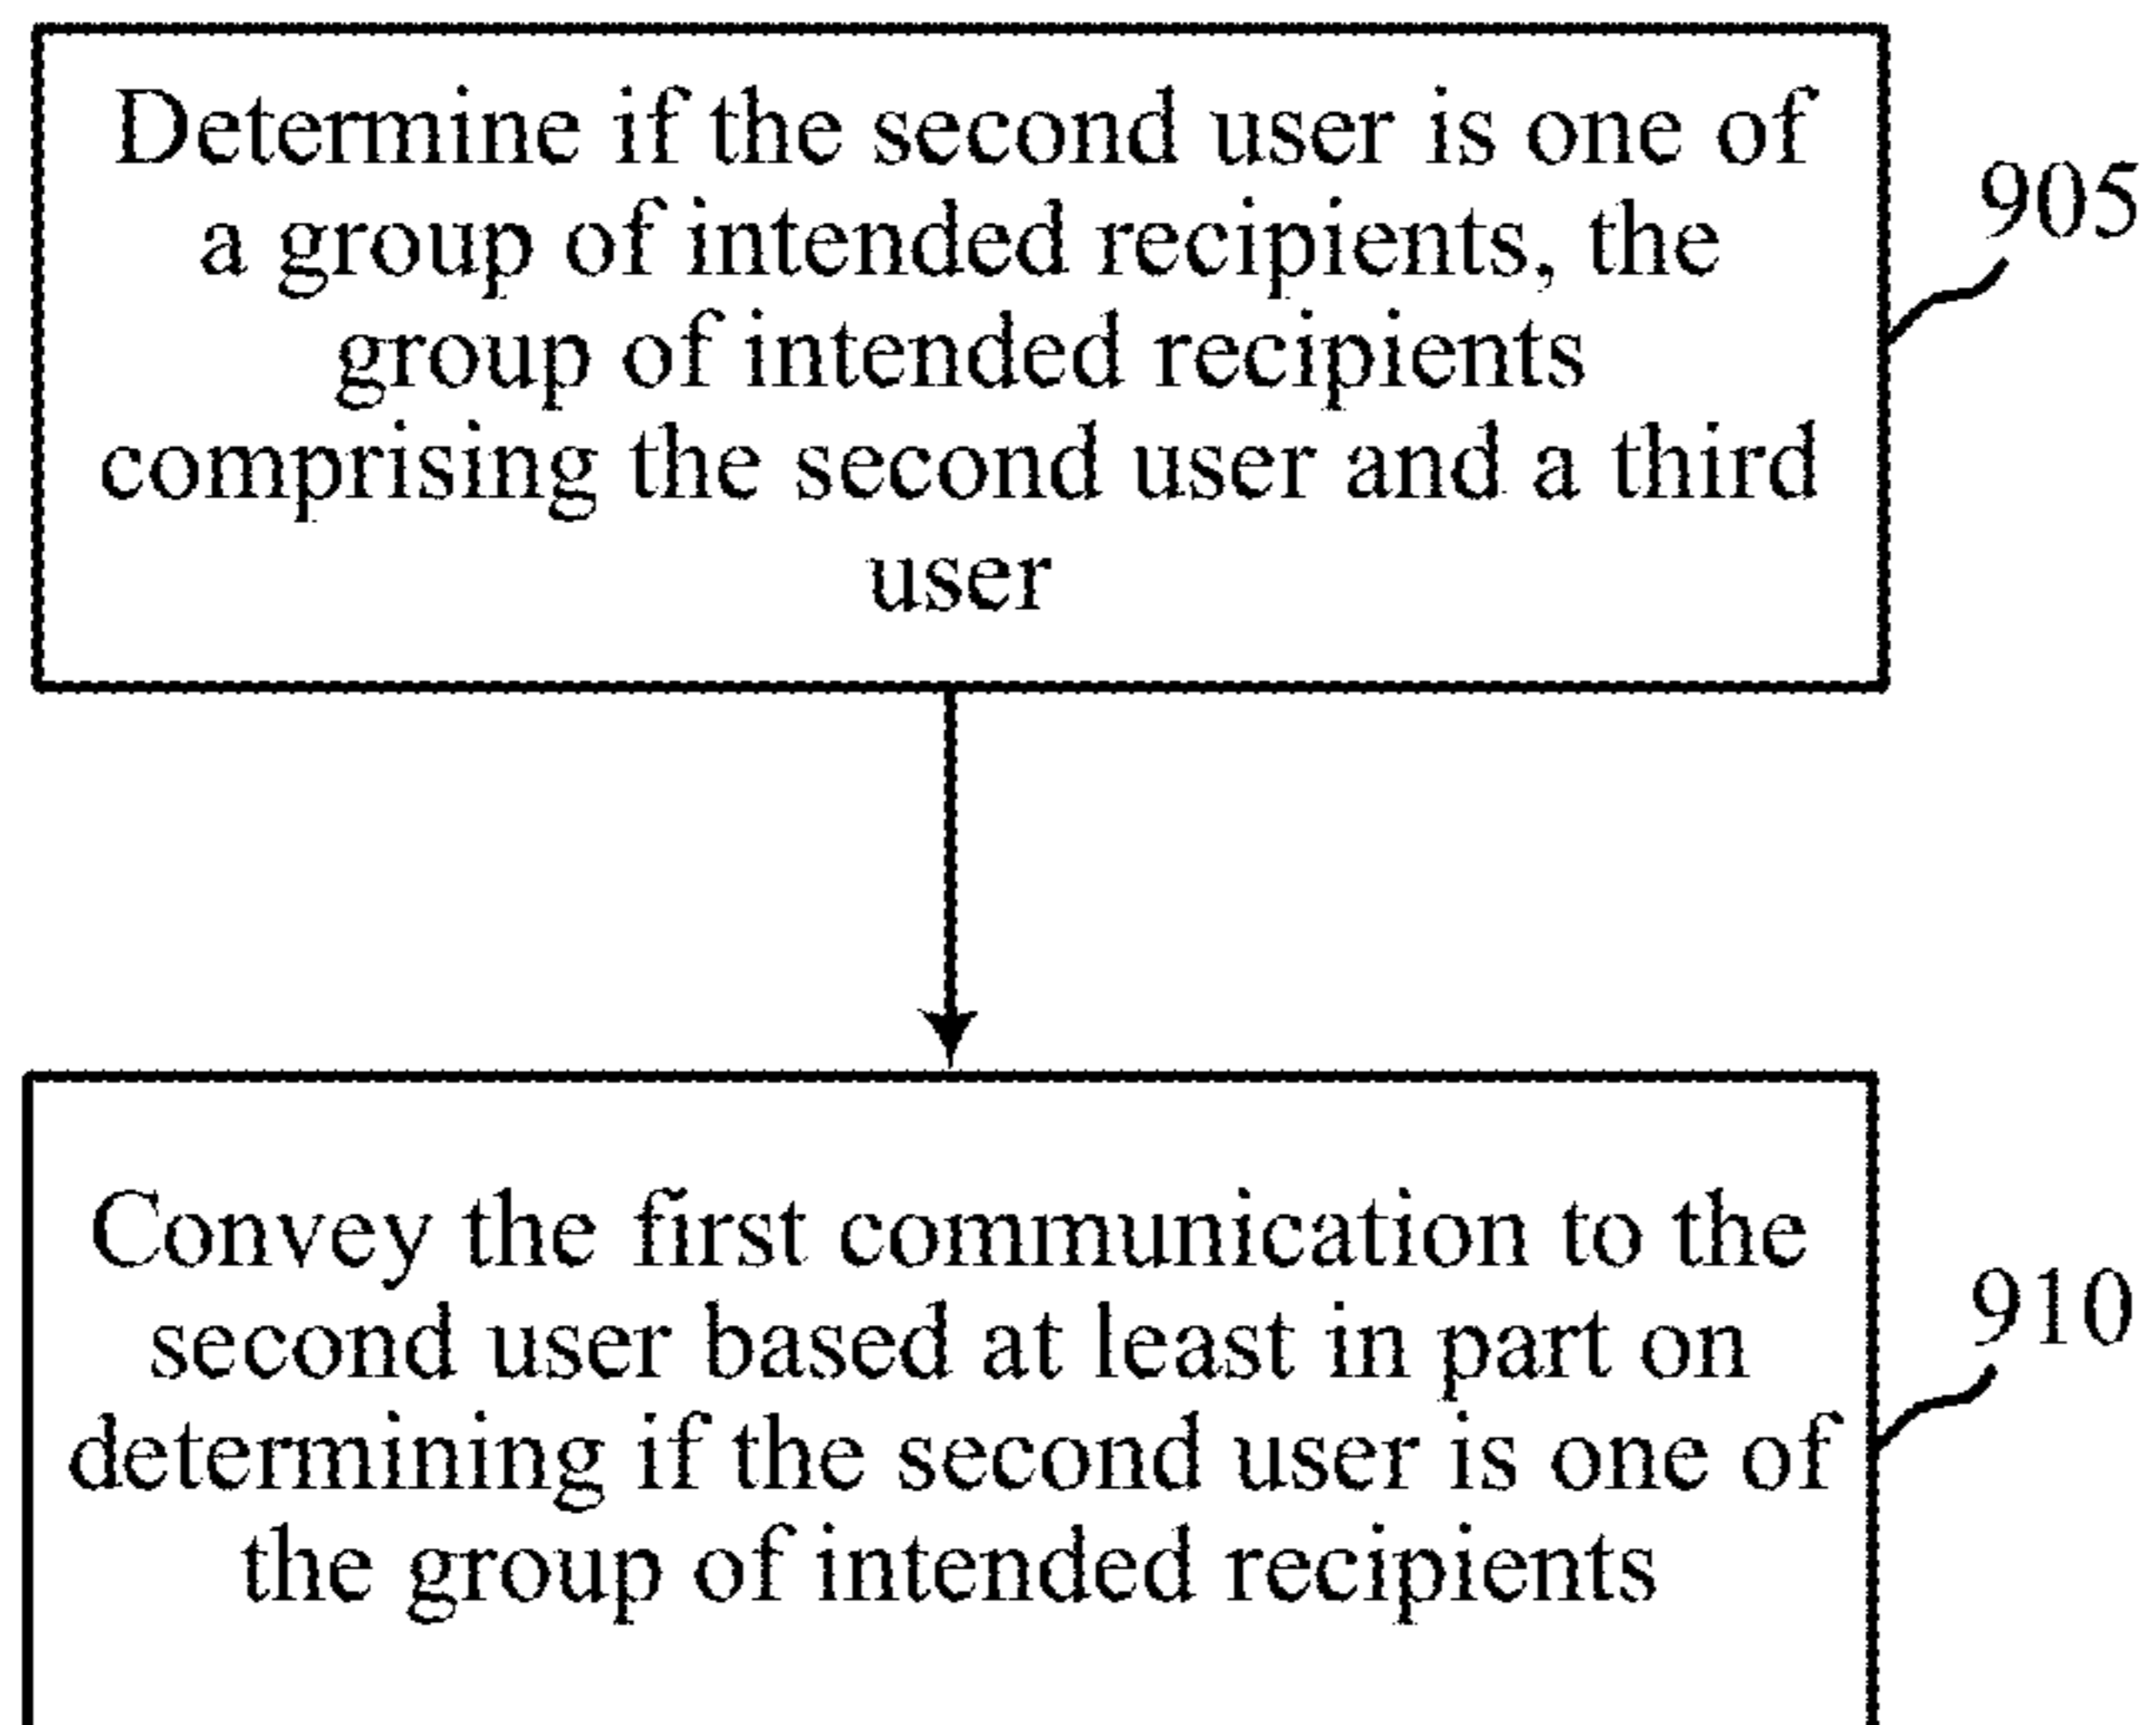 Determine if the second user is one of
a group of intended recipients, the
group of intended recipients
comprising the second user and a third
user
905
Convey the first communication to the
second user based at least in part on
determining if the second user is one of
the group of intended recipients
910